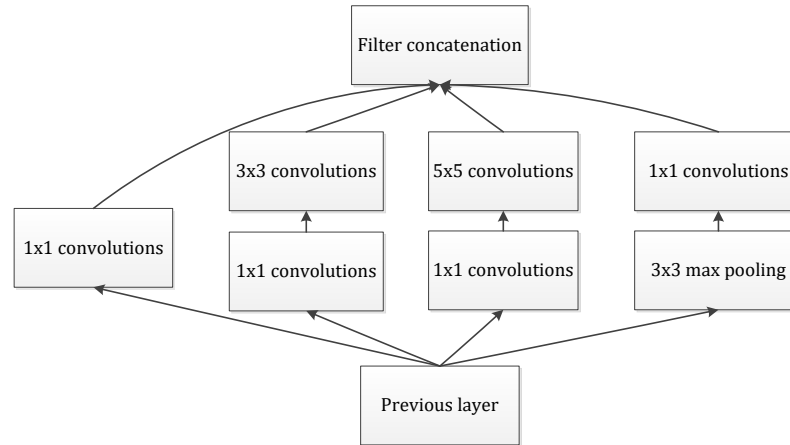 Filter concatenation
3x3 convolutions
5x5 convolutions
1x1 convolutions
1x1 convolutions
1x1 convolutions
1x1 convolutions
3x3 max pooling
Previous layer